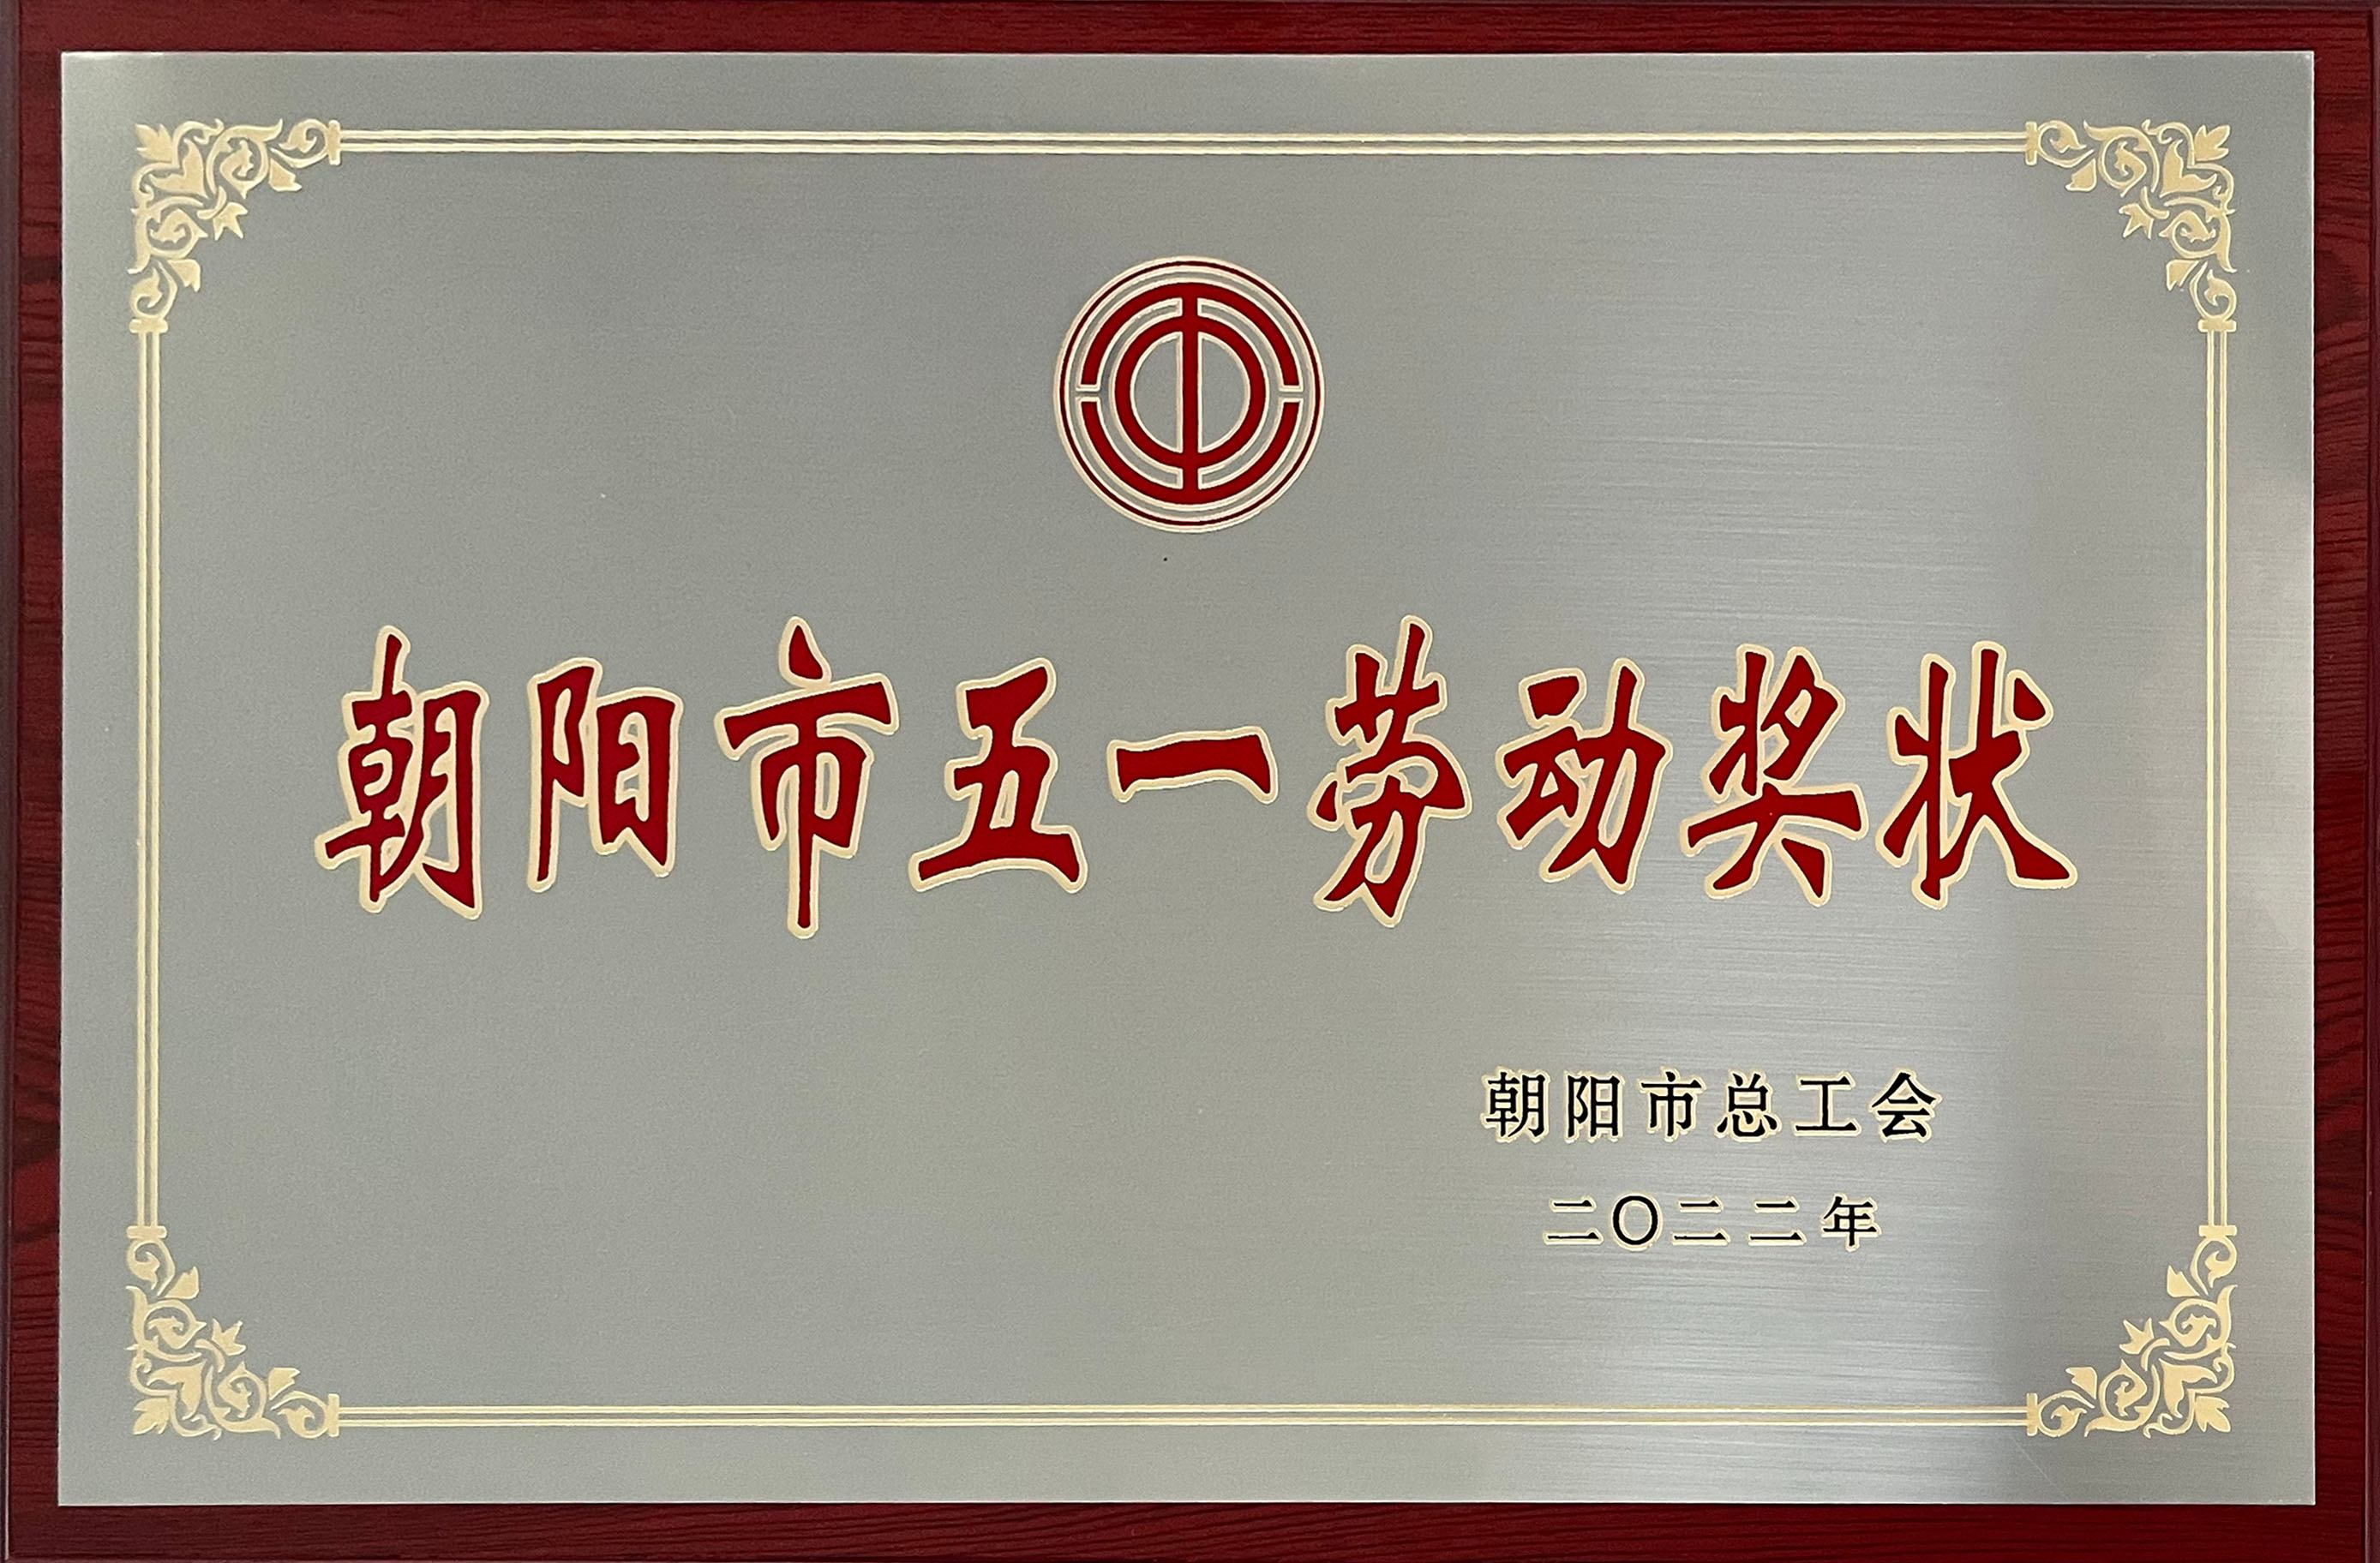 朝阳市五一劳动奖状
朝阳市总工会
二〇二二年